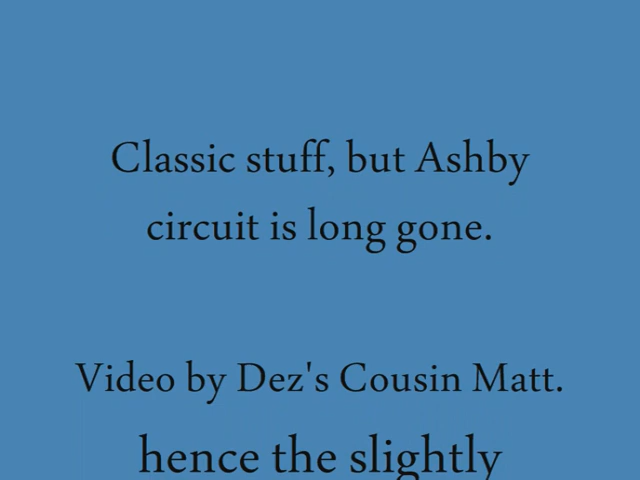 Classic stuff, but Ashby
circuit is long gone.
Video by Dez's Cousin Matt.
hence the slightly